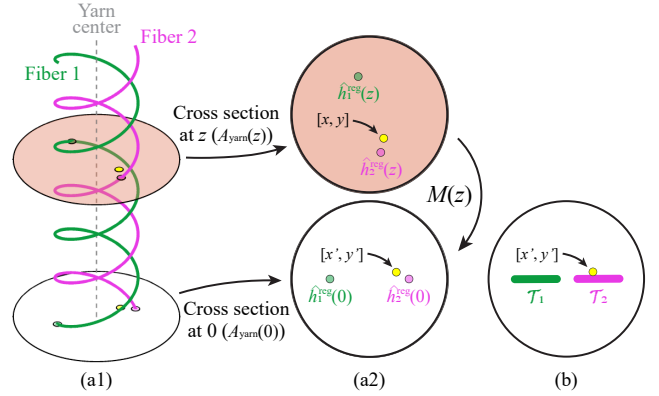 Yarn
center
Fiber 2
Fiber 1
Cross section
at z (Ayarn(z))
ĥ₁ʳᵉᵍ(z)
[x, y]
ĥ₂ʳᵉᵍ(z)
M(z)
[x', y']
ĥ₁ʳᵉᵍ(0)
ĥ₂ʳᵉᵍ(0)
[x', y']
𝒯₁
𝒯₂
Cross section
at 0 (Ayarn(0))
(a1)
(a2)
(b)